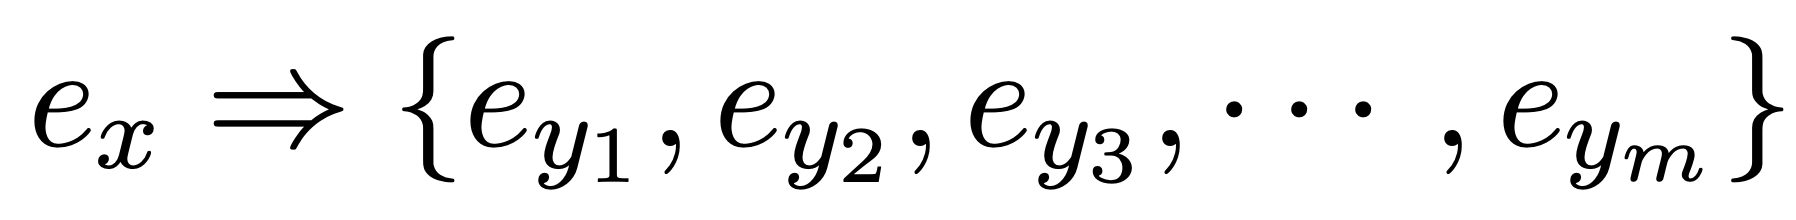 e_x ⇒ {e_{y_1}, e_{y_2}, e_{y_3}, ⋯ , e_{y_m}}